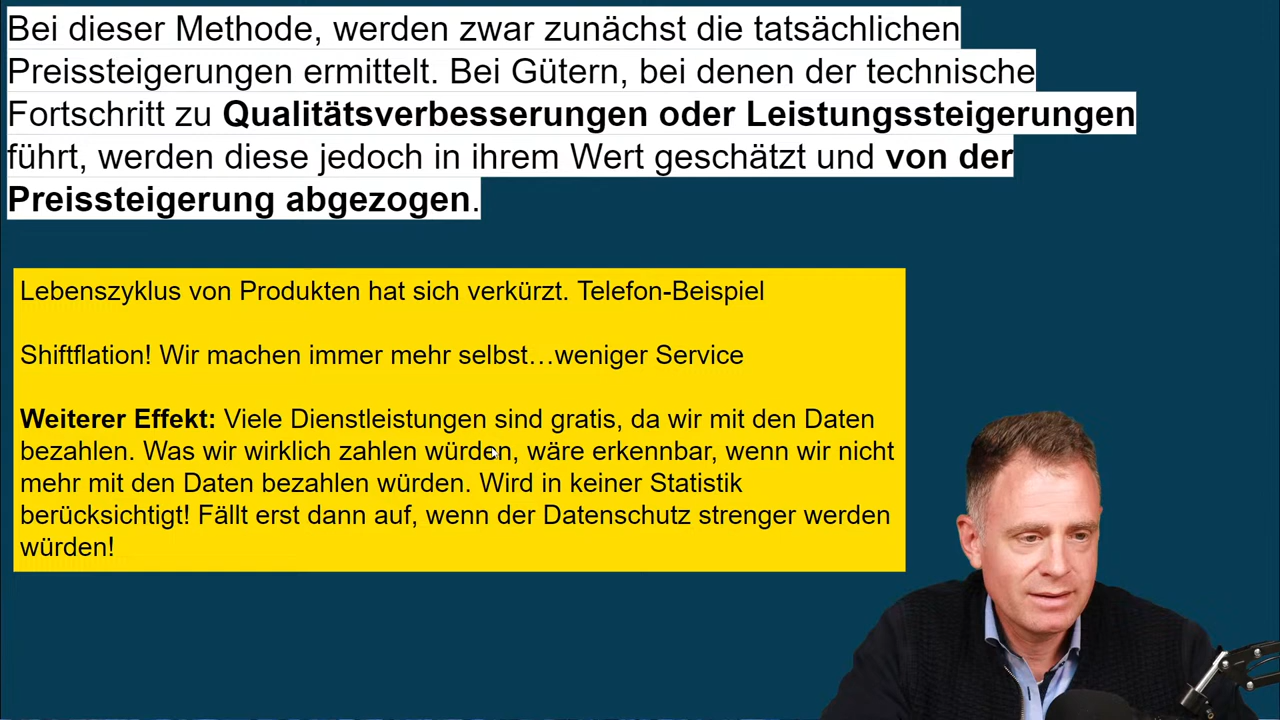 Bei dieser Methode, werden zwar zunächst die tatsächlichen
Preissteigerungen ermittelt. Bei Gütern, bei denen der technische
Fortschritt zu Qualitätsverbesserungen oder Leistungssteigerungen
führt, werden diese jedoch in ihrem Wert geschätzt und von der
Preissteigerung abgezogen.
Lebenszyklus von Produkten hat sich verkürzt. Telefon-Beispiel
Shiftflation! Wir machen immer mehr selbst…weniger Service
Weiterer Effekt: Viele Dienstleistungen sind gratis, da wir mit den Daten
bezahlen. Was wir wirklich zahlen würden, wäre erkennbar, wenn wir nicht
mehr mit den Daten bezahlen würden. Wird in keiner Statistik
berücksichtigt! Fällt erst dann auf, wenn der Datenschutz strenger werden
würden!